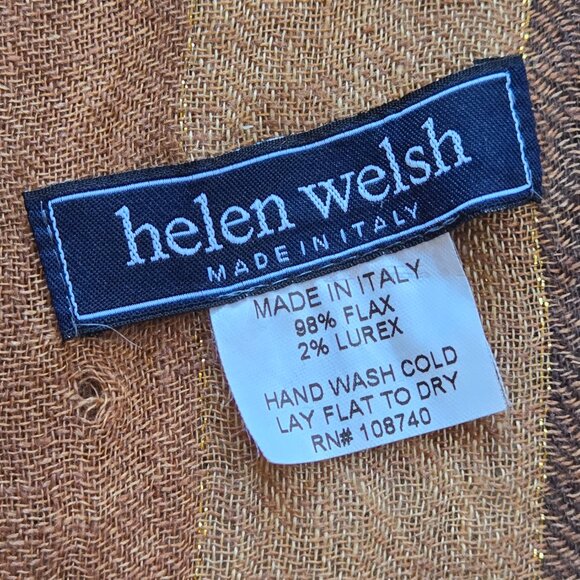 helen welsh
MADE IN ITALY
MADE IN ITALY
98% FLAX
2% LUREX
HAND WASH COLD
LAY FLAT TO DRY
RN# 108740